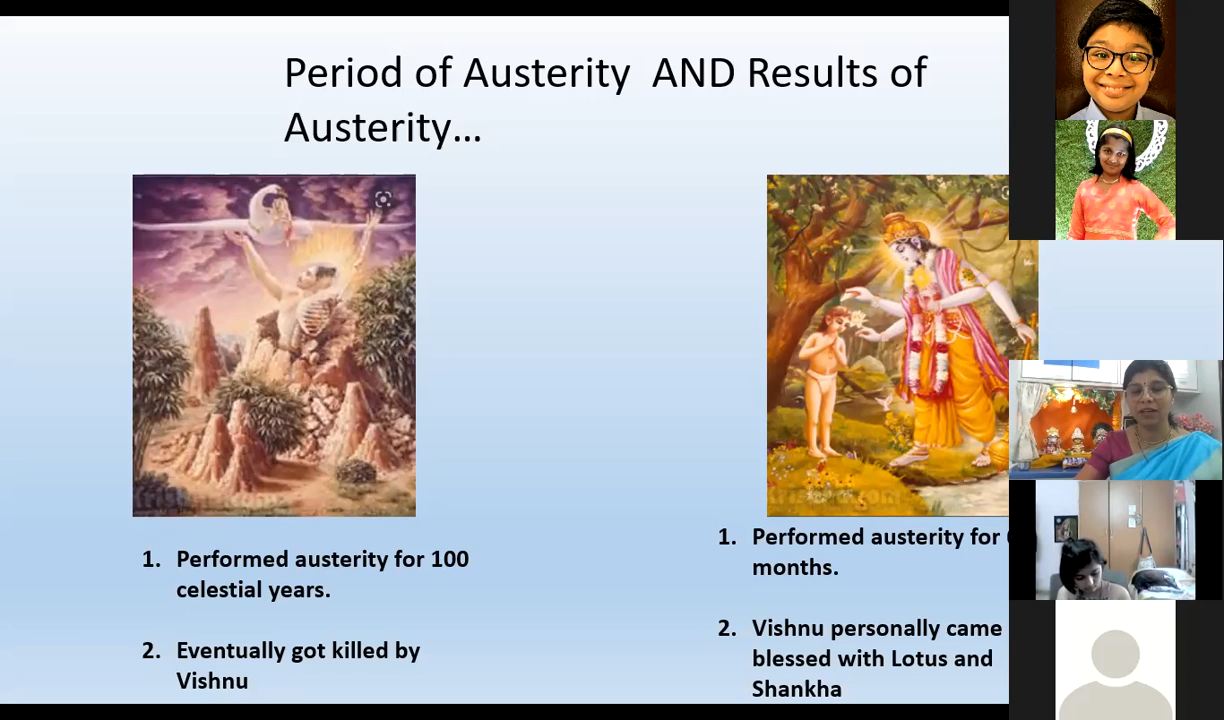 Period of Austerity AND Results of
Austerity...
1. Performed austerity for 100
celestial years.
2. Eventually got killed by
Vishnu
1. Performed austerity for
months.
2. Vishnu personally came
blessed with Lotus and
Shankha